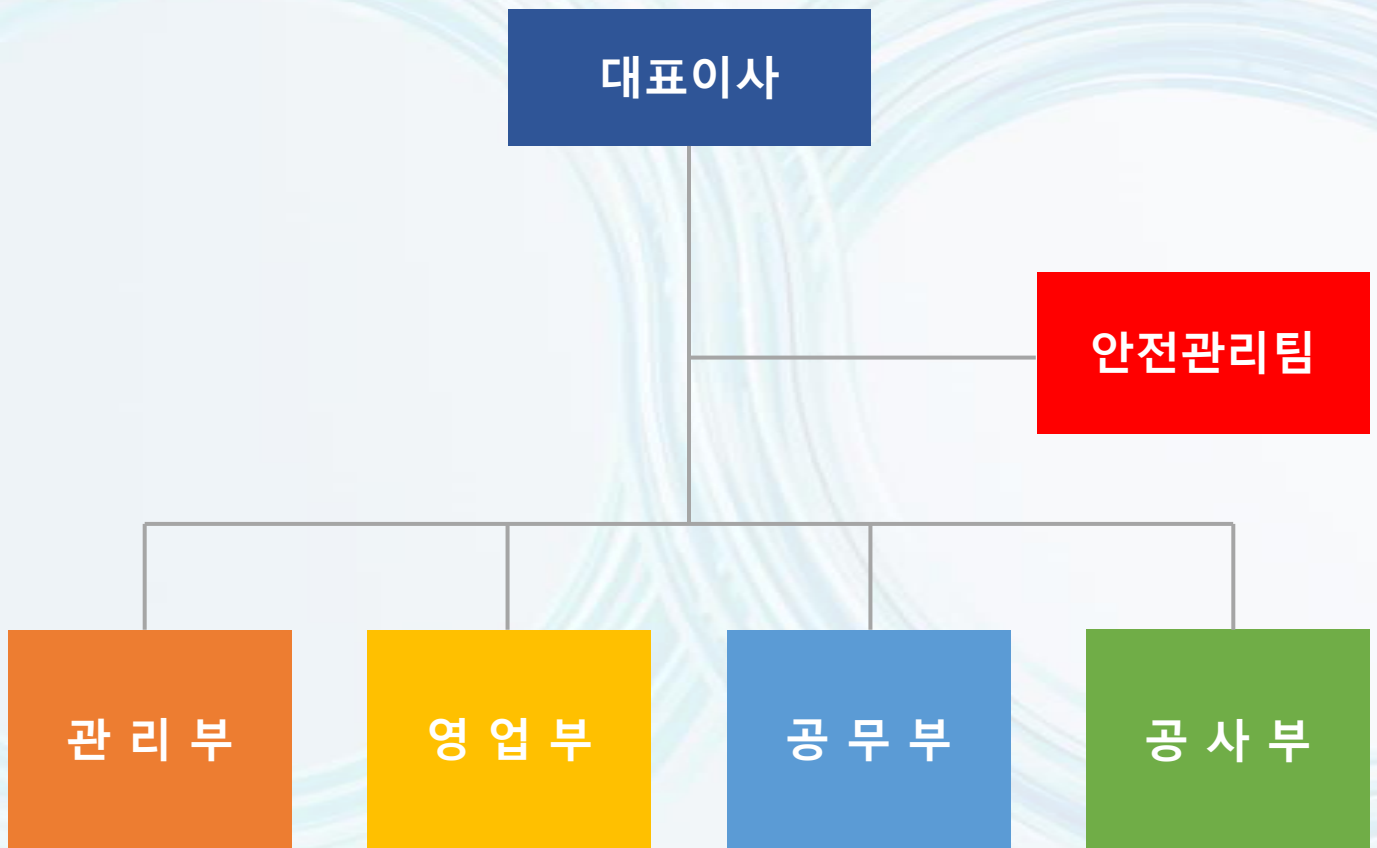 대표이사
안전관리팀
관 리 부
영 업 부
공 무 부
공 사 부